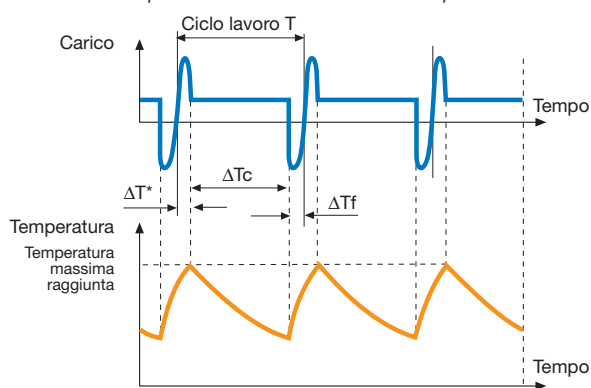 Ciclo lavoro T
Carico
Tempo
ΔTc
ΔT*
ΔTf
Temperatura
Temperatura
massima
raggiunta
Tempo